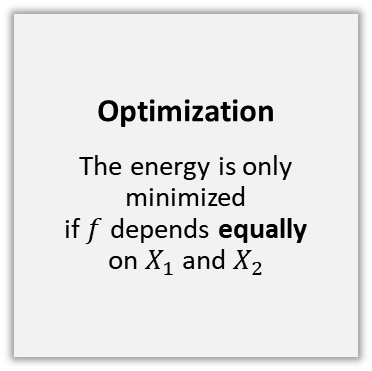 Optimization
The energy is only
minimized
if 𝑓 depends equally
on 𝑋₁ and 𝑋₂